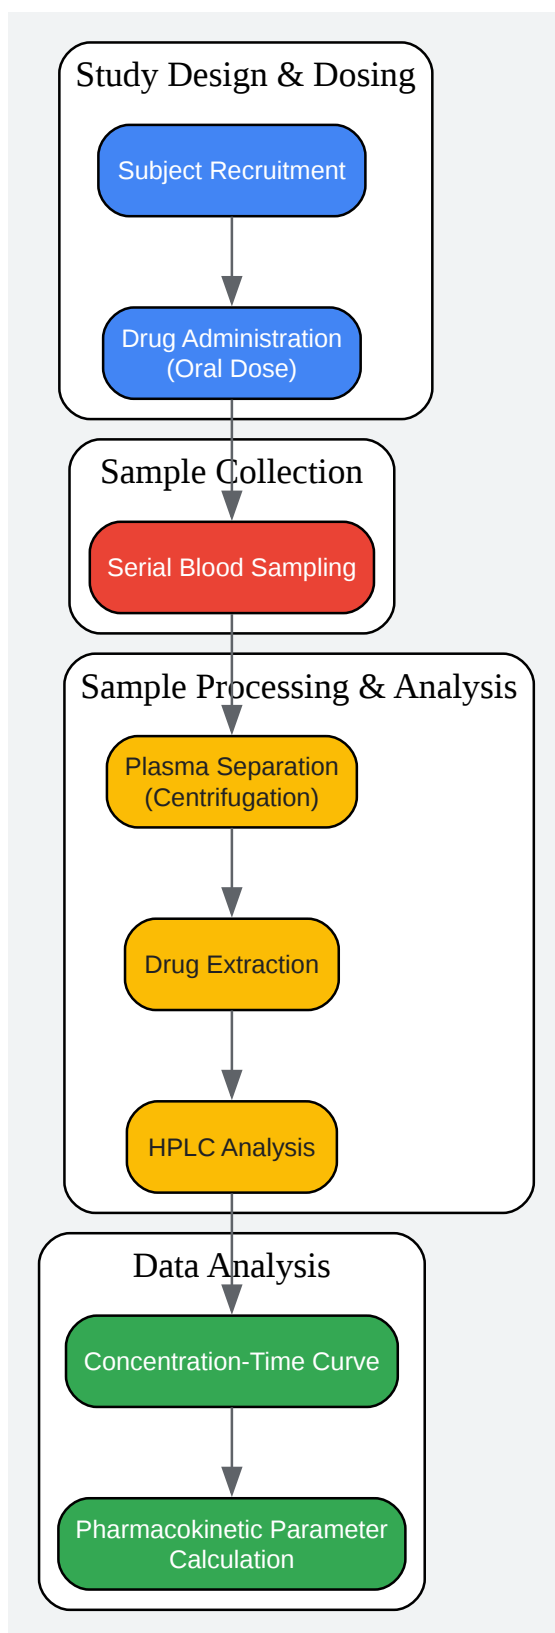 Study Design & Dosing
Subject Recruitment
Drug Administration
(Oral Dose)
Sample Collection
Serial Blood Sampling
Sample Processing & Analysis
Plasma Separation
(Centrifugation)
Drug Extraction
HPLC Analysis
Data Analysis
Concentration-Time Curve
Pharmacokinetic Parameter
Calculation